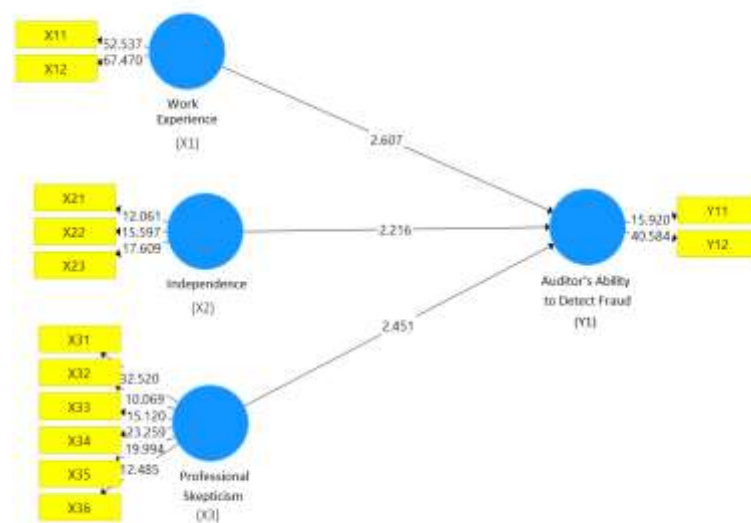 X11
52.537
X12
67.470
Work
Experience
(X1)
2.607
X21
12.061
X22
15.597
X23
17.609
Independence
(X2)
2.216
15.920
Y11
40.584
Y12
Auditor's Ability
to Detect Fraud
(Y1)
2.451
X31
32.520
X32
10.069
X33
15.120
X34
23.259
19.994
X35
12.485
X36
Professional
Skepticism
(X3)